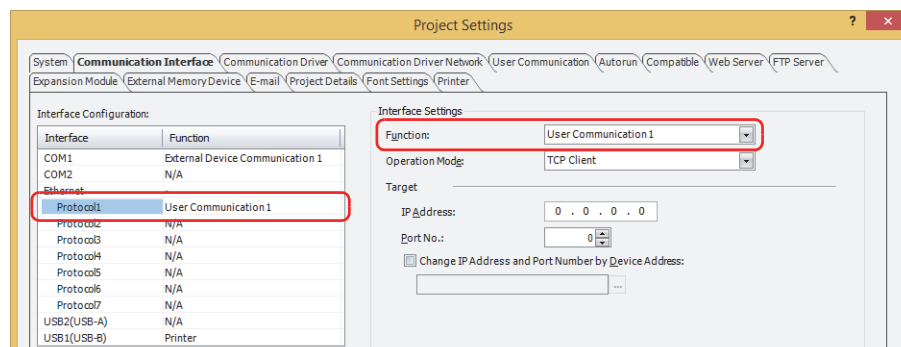 Project Settings
?
×
System Communication Interface Communication Driver Communication Driver Network User Communication Autorun Compatible Web Server FTP Server
Expansion Module External Memory Device E-mail Project Details Font Settings Printer
Interface Configuration:
Interface Function
COM1 External Device Communication 1
COM2 N/A
Ethernet -
Protocol1 User Communication 1
Protocol2 N/A
Protocol3 N/A
Protocol4 N/A
Protocol5 N/A
Protocol6 N/A
Protocol7 N/A
USB2(USB-A) N/A
USB1(USB-B) Printer
Interface Settings
Function: User Communication 1
Operation Mode: TCP Client
Target
IP Address: 0 . 0 . 0 . 0
Port No.: 0
Change IP Address and Port Number by Device Address:
...